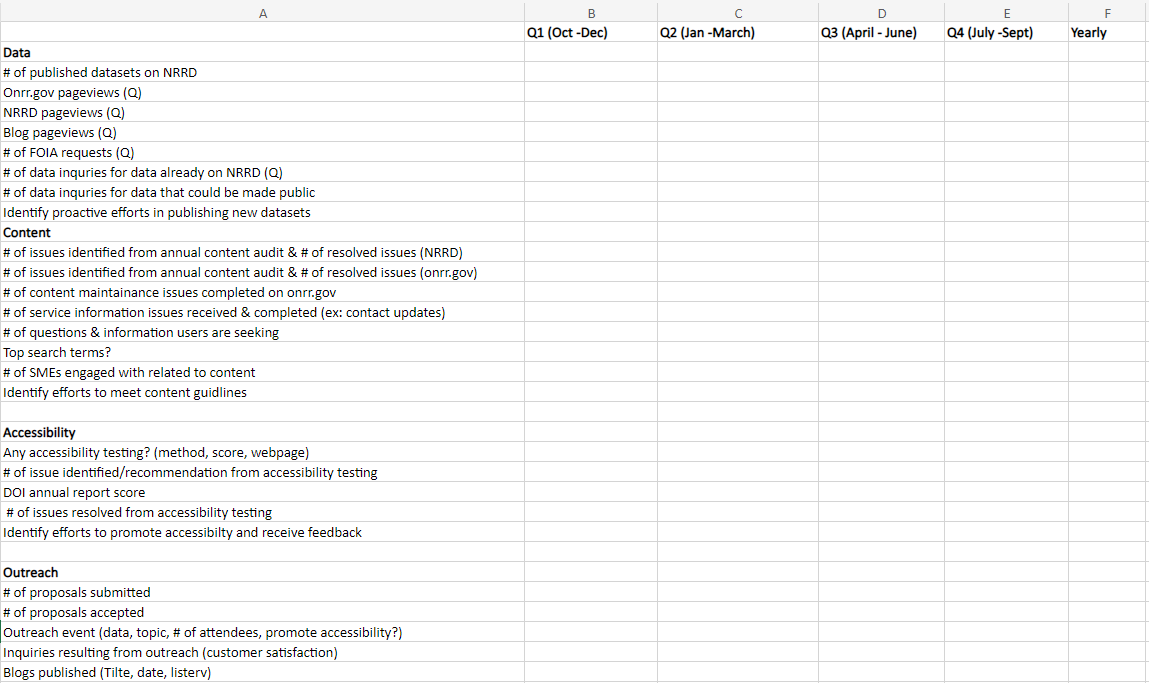 A B C D E F
Q1 (Oct -Dec) Q2 (Jan -March) Q3 (April - June) Q4 (July -Sept) Yearly
Data
# of published datasets on NRRD
Onrr.gov pageviews (Q)
NRRD pageviews (Q)
Blog pageviews (Q)
# of FOIA requests (Q)
# of data inquries for data already on NRRD (Q)
# of data inquries for data that could be made public
Identify proactive efforts in publishing new datasets
Content
# of issues identified from annual content audit & # of resolved issues (NRRD)
# of issues identified from annual content audit & # of resolved issues (onrr.gov)
# of content maintainance issues completed on onrr.gov
# of service information issues received & completed (ex: contact updates)
# of questions & information users are seeking
Top search terms?
# of SMEs engaged with related to content
Identify efforts to meet content guidlines
Accessibility
Any accessibility testing? (method, score, webpage)
# of issue identified/recommendation from accessibility testing
DOI annual report score
# of issues resolved from accessibility testing
Identify efforts to promote accessibilty and receive feedback
Outreach
# of proposals submitted
# of proposals accepted
Outreach event (data, topic, # of attendees, promote accessibility?)
Inquiries resulting from outreach (customer satisfaction)
Blogs published (Tilte, date, listerv)